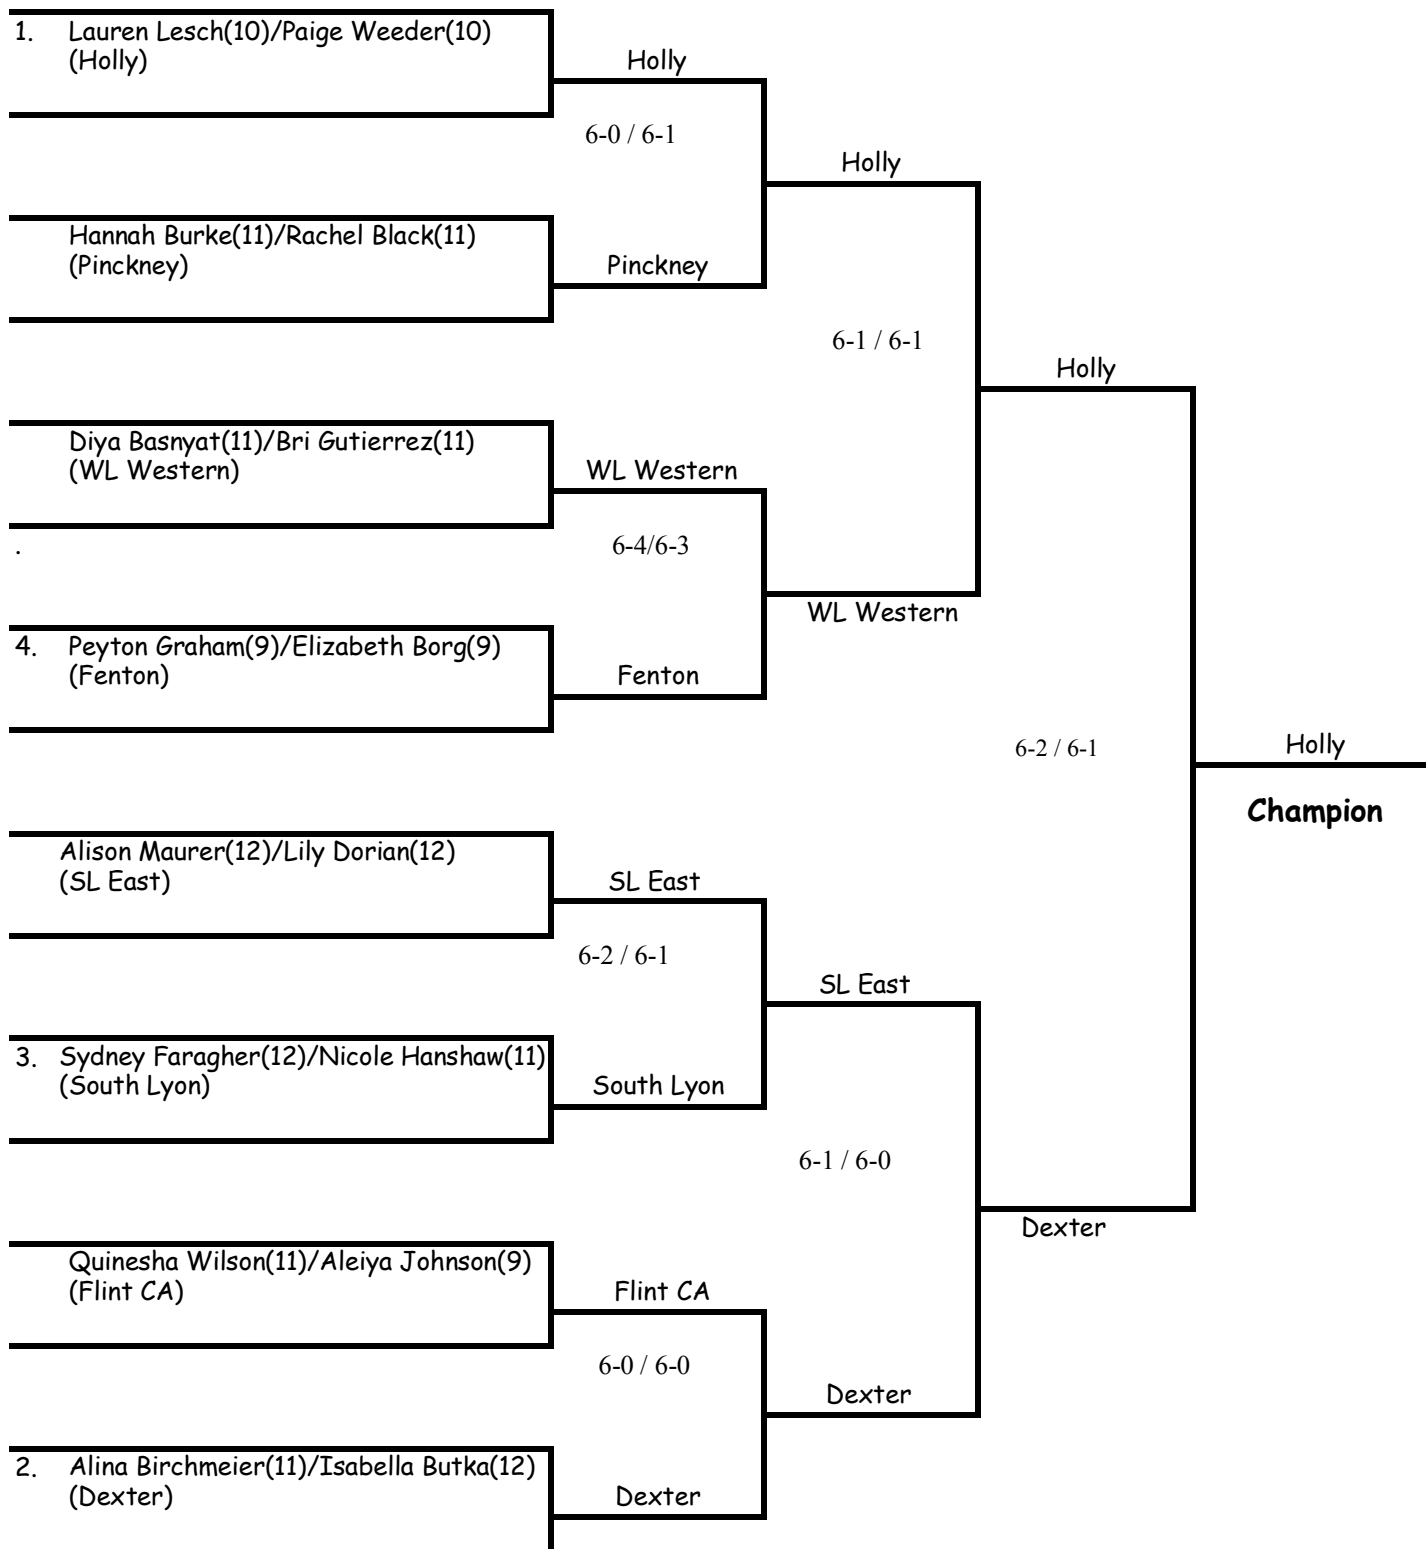 1. Lauren Lesch(10)/Paige Weeder(10)
(Holly)
Holly
6-0 / 6-1
Holly
Hannah Burke(11)/Rachel Black(11)
(Pinckney)
Pinckney
6-1 / 6-1
Holly
Diya Basnyat(11)/Bri Gutierrez(11)
(WL Western)
WL Western
.
6-4/6-3
WL Western
4. Peyton Graham(9)/Elizabeth Borg(9)
(Fenton)
Fenton
6-2 / 6-1
Holly
Champion
Alison Maurer(12)/Lily Dorian(12)
(SL East)
SL East
6-2 / 6-1
SL East
3. Sydney Faragher(12)/Nicole Hanshaw(11)
(South Lyon)
South Lyon
6-1 / 6-0
Dexter
Quinesha Wilson(11)/Aleiya Johnson(9)
(Flint CA)
Flint CA
6-0 / 6-0
Dexter
2. Alina Birchmeier(11)/Isabella Butka(12)
(Dexter)
Dexter